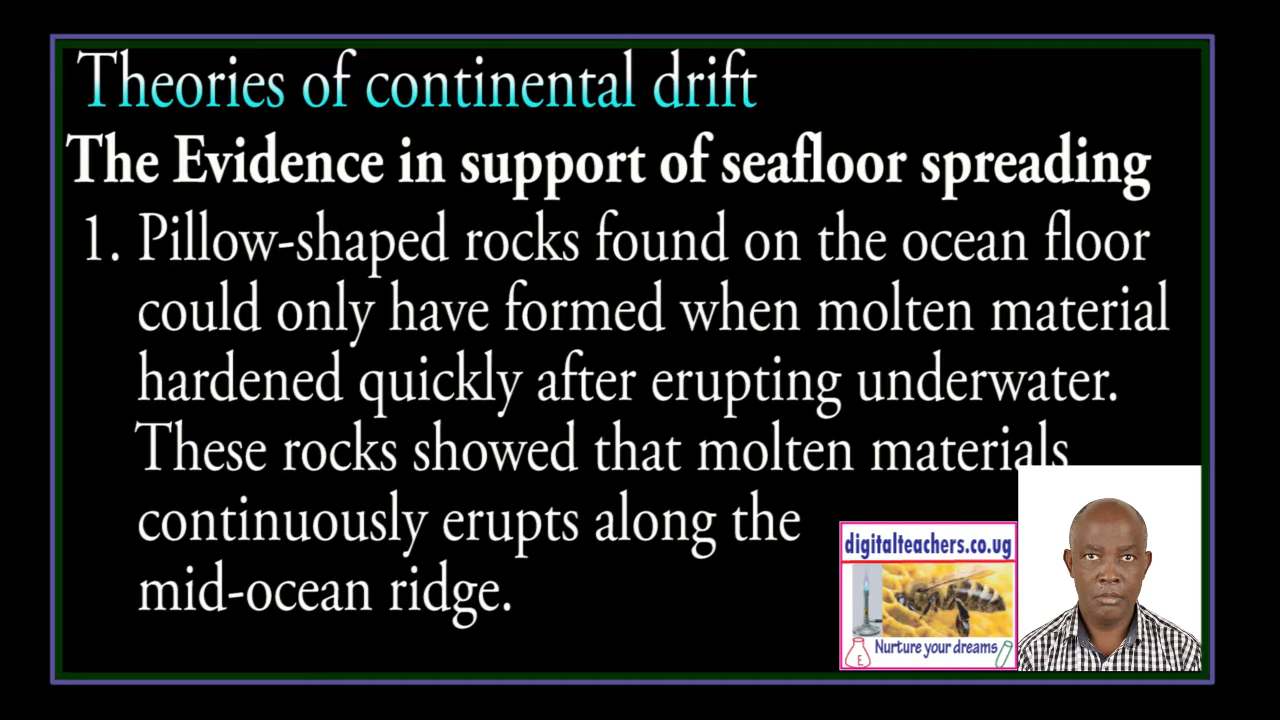 Theories of continental drift
The Evidence in support of seafloor spreading
1. Pillow-shaped rocks found on the ocean floor
could only have formed when molten material
hardened quickly after erupting underwater.
These rocks showed that molten materials
continuously erupts along the
mid-ocean ridge.
digitalteachers.co.ug
Nurture your dreams
E